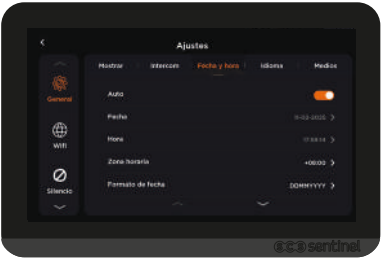 Ajustes
Mostrar Intercom Fecha y hora Idioma Medios
General
Auto
Fecha
Wifi
Hora
Zona horaria +08:00
Silencio
Formato de fecha DDMMYYYY
sentinel